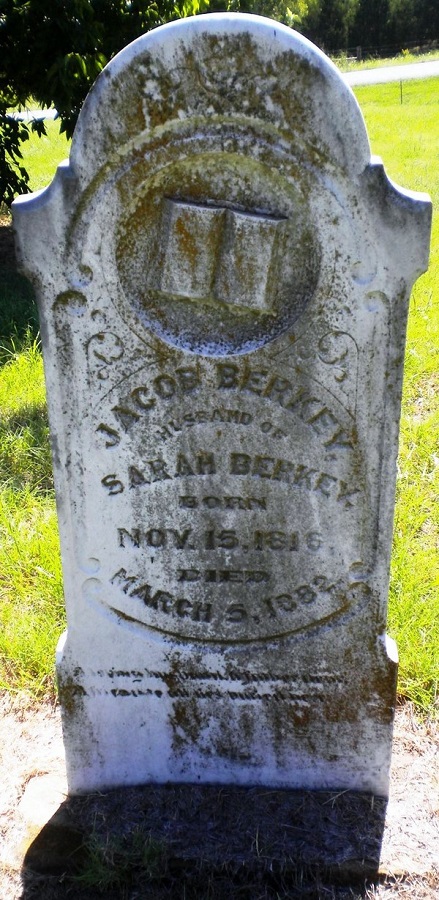 JACOB BERKEY.
HUSBAND OF
SARAH BERKEY.
BORN
NOV. 15, 1816.
DIED
MARCH 5, 1882.